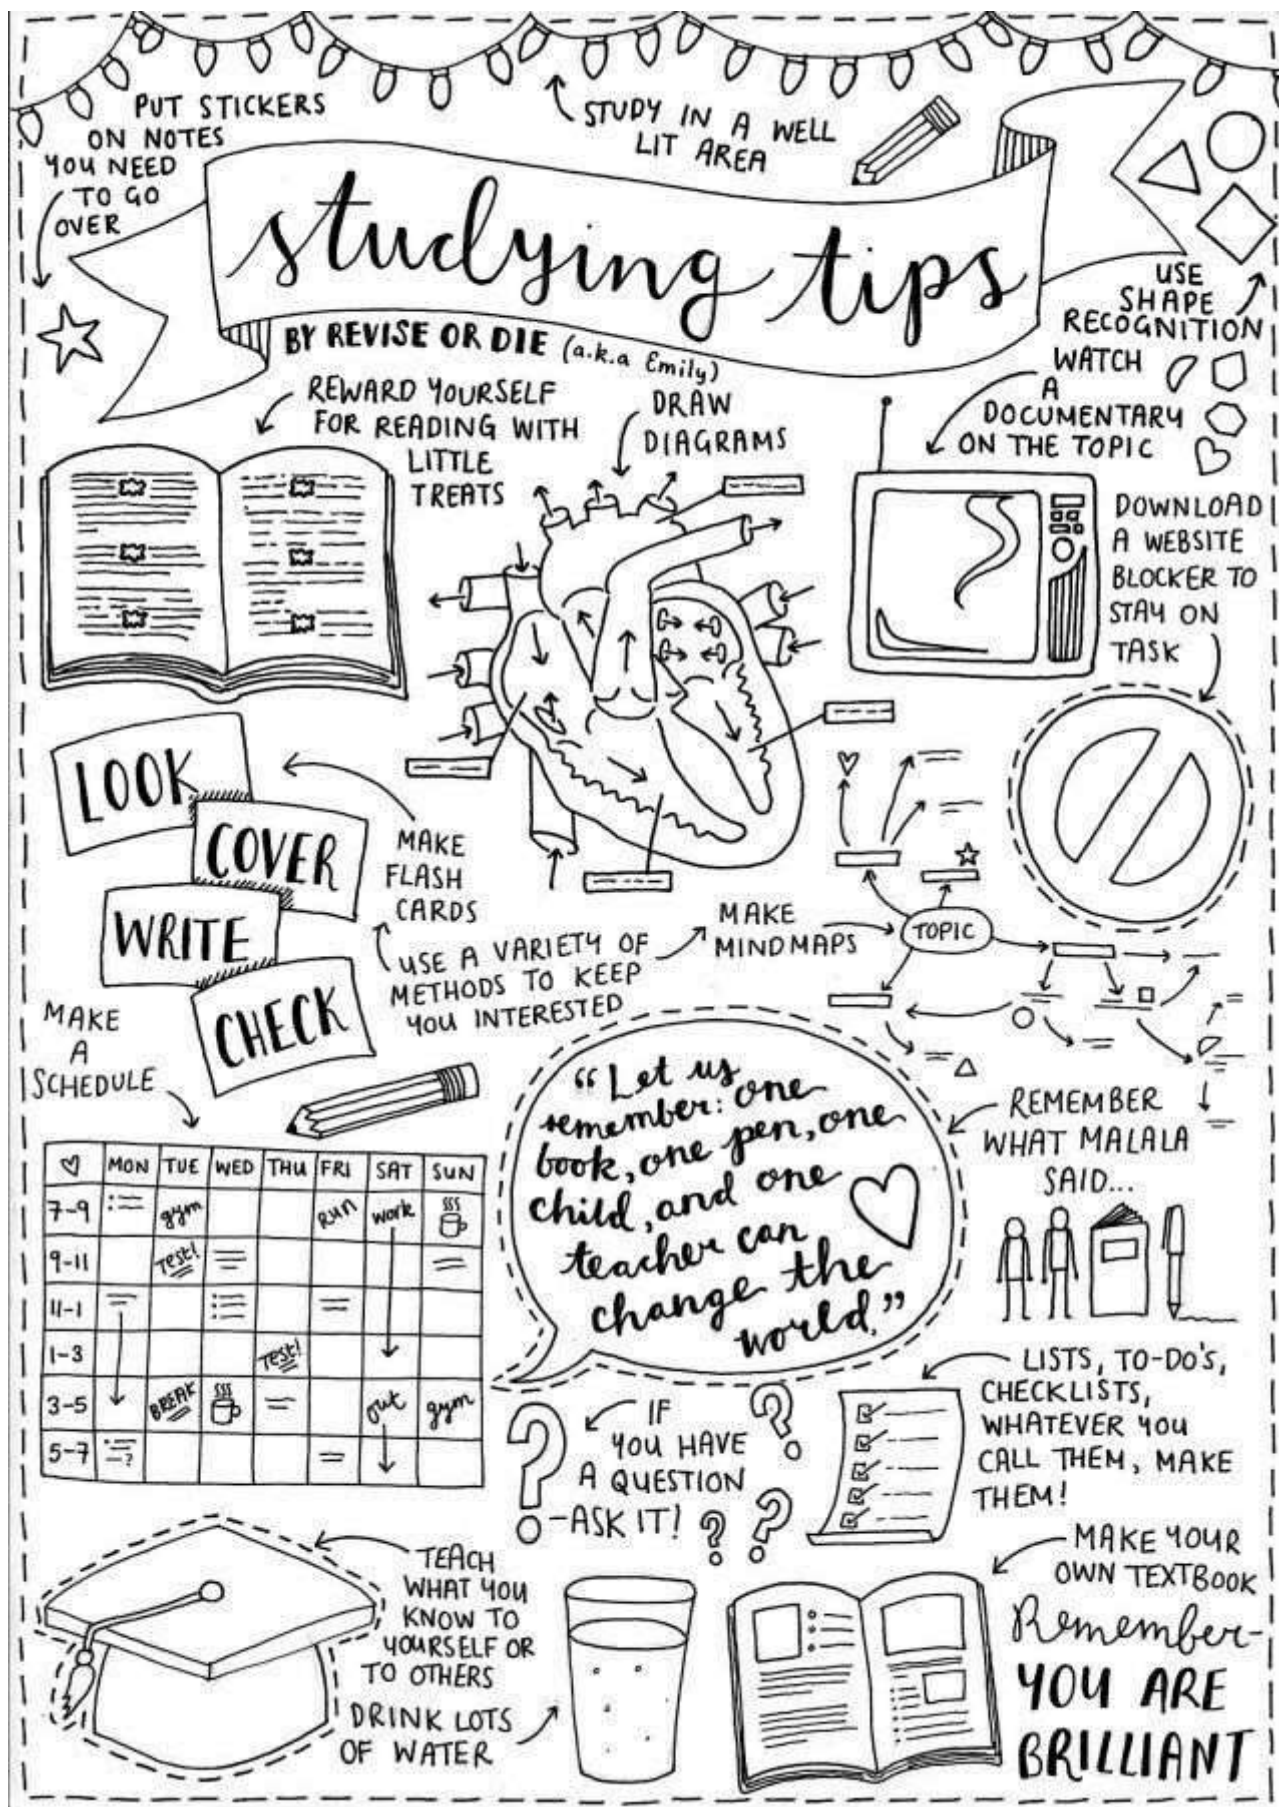 PUT STICKERS
ON NOTES
YOU NEED
TO GO
OVER
STUDY IN A WELL
LIT AREA
studying tips
BY REVISE OR DIE (a.k.a Emily)
USE
SHAPE
RECOGNITION
REWARD YOURSELF
FOR READING WITH
LITTLE
TREATS
DRAW
DIAGRAMS
WATCH
A
DOCUMENTARY
ON THE TOPIC
DOWNLOAD
A WEBSITE
BLOCKER TO
STAY ON
TASK
LOOK
COVER
WRITE
CHECK
MAKE
FLASH
CARDS
USE A VARIETY OF
METHODS TO KEEP
YOU INTERESTED
MAKE
MINDMAPS
TOPIC
MAKE
A
SCHEDULE
MON TUE WED THU FRI SAT SUN
7-9 gym run work
9-11 TEST!
11-1
1-3 TEST!
3-5 BREAK out gym
5-7 ?
"Let us
remember: one
book, one pen, one
child, and one
teacher can
change the
world."
REMEMBER
WHAT MALALA
SAID...
IF
YOU HAVE
A QUESTION
-ASK IT!
LISTS, TO-DO'S,
CHECKLISTS,
WHATEVER YOU
CALL THEM, MAKE
THEM!
TEACH
WHAT YOU
KNOW TO
YOURSELF OR
TO OTHERS
DRINK LOTS
OF WATER
MAKE YOUR
OWN TEXTBOOK
Remember-
YOU ARE
BRILLIANT